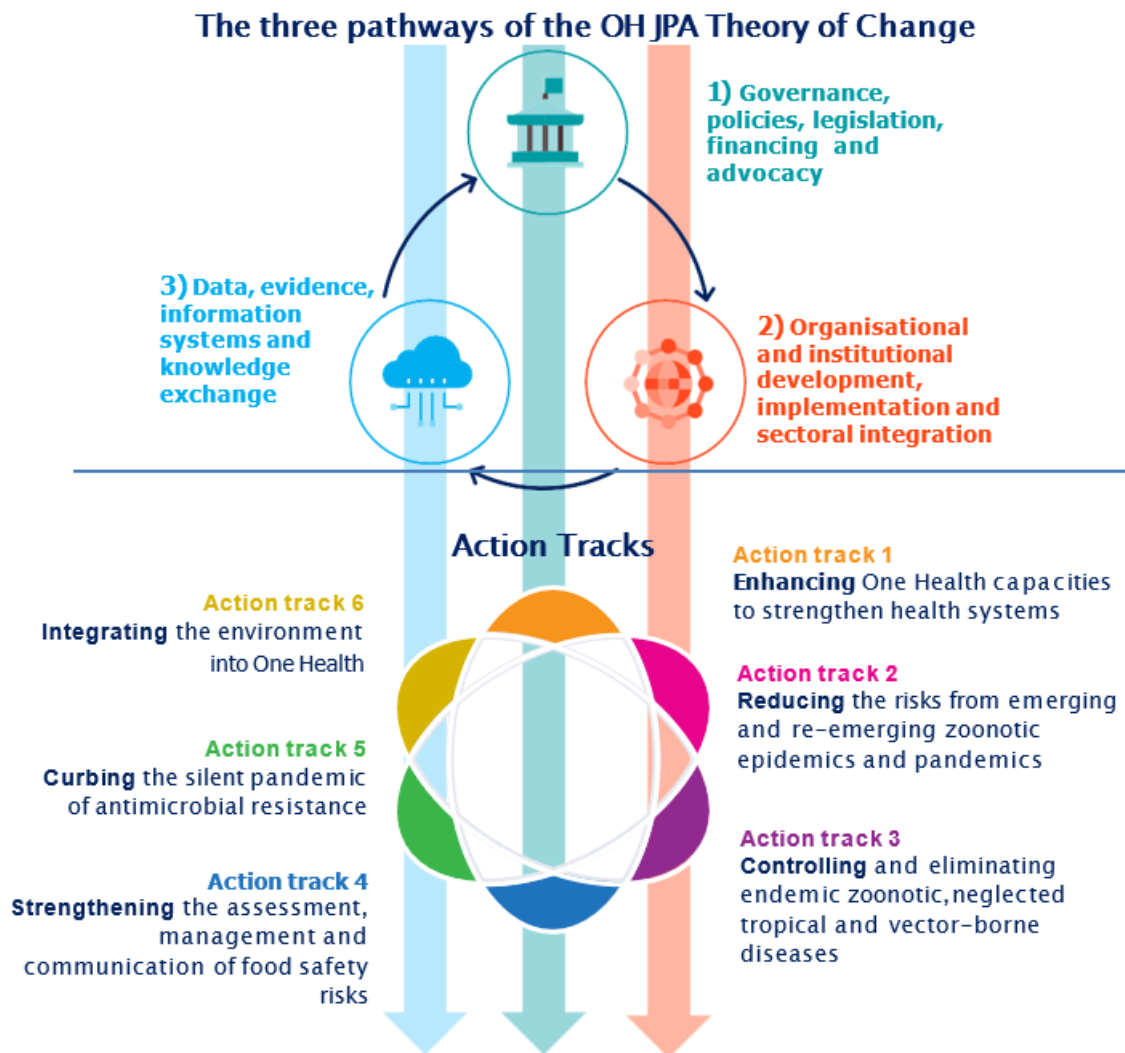 The three pathways of the OH JPA Theory of Change
1) Governance,
policies, legislation,
financing and
advocacy
3) Data, evidence,
information
systems and
knowledge
exchange
2) Organisational
and institutional
development,
implementation and
sectoral integration
Action Tracks
Action track 1
Enhancing One Health capacities
to strengthen health systems
Action track 6
Integrating the environment
into One Health
Action track 2
Reducing the risks from emerging
and re-emerging zoonotic
epidemics and pandemics
Action track 5
Curbing the silent pandemic
of antimicrobial resistance
Action track 3
Controlling and eliminating
endemic zoonotic, neglected
tropical and vector-borne
diseases
Action track 4
Strengthening the assessment,
management and
communication of food safety
risks